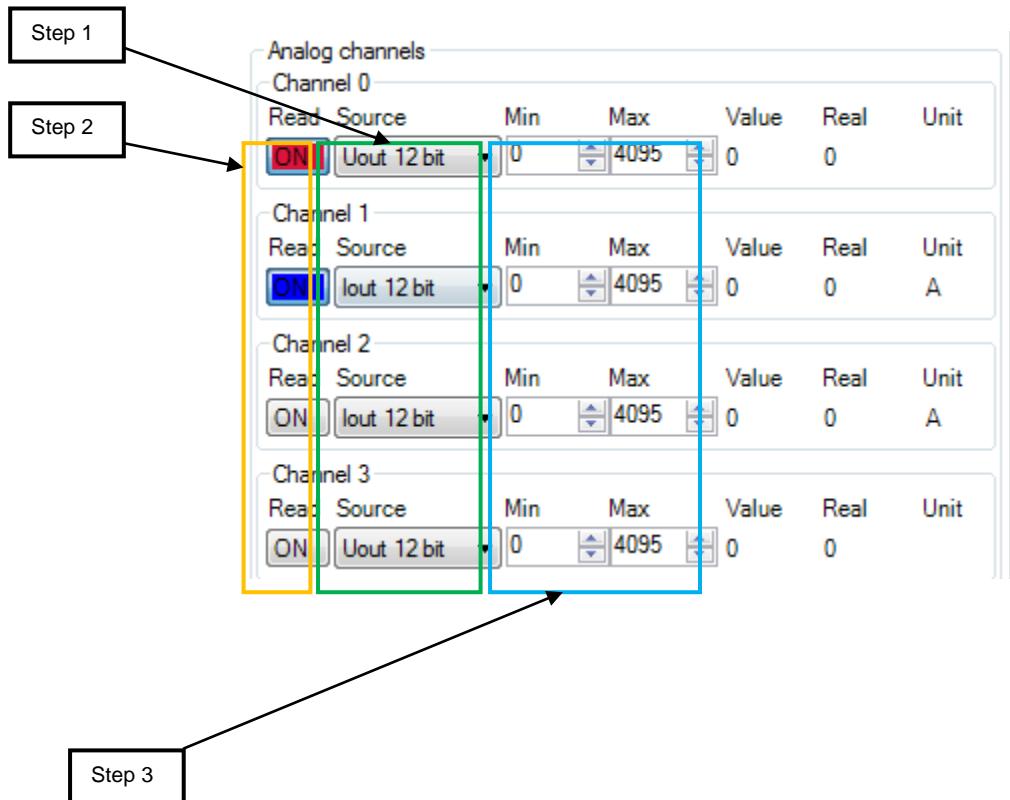 Step 1
Analog channels
Channel 0
Step 2
Read Source Min Max Value Real Unit
ON Uout 12 bit 0 4095 0 0
Channel 1
Read Source Min Max Value Real Unit
ON Iout 12 bit 0 4095 0 0 A
Channel 2
Read Source Min Max Value Real Unit
ON Iout 12 bit 0 4095 0 0 A
Channel 3
Read Source Min Max Value Real Unit
ON Uout 12 bit 0 4095 0 0
Step 3